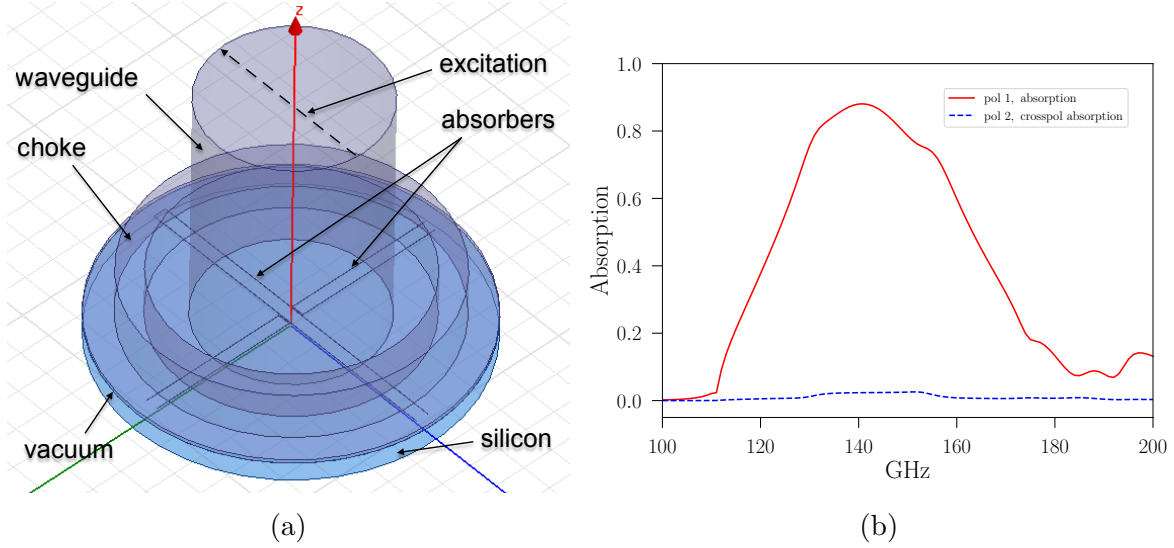 z
waveguide
excitation
choke
absorbers
vacuum
silicon
(a)
1.0
0.8
0.6
0.4
0.2
0.0
Absorption
pol 1, absorption
pol 2, crosspol absorption
100
120
140
160
180
200
GHz
(b)